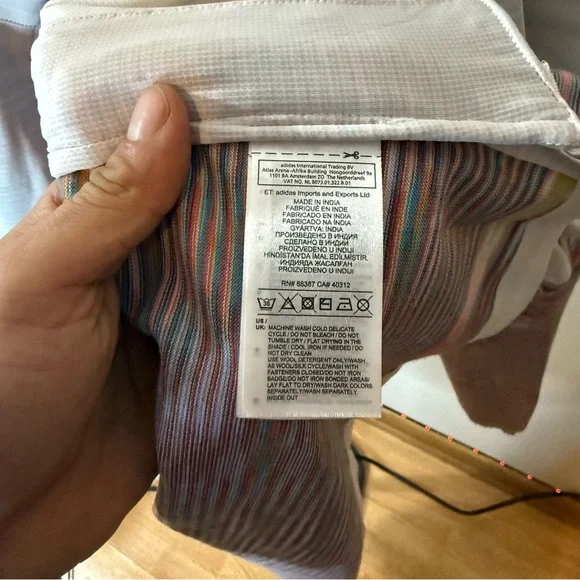 adidas International Trading BV
Atlas Arena -Afrika Building Hoogoorddreef 9a
1101 BA Amsterdam ZO The Netherlands
VAT NO. NL 8073.01.322.B.01
ET: adidas Imports and Exports Ltd
MADE IN INDIA
FABRIQUÉ EN INDE
FABRICADO EN INDIA
FABRICADO NA ÍNDIA
GYÁRTVA: INDIA
ПРОИЗВЕДЕНО В ИНДИЯ
СДЕЛАНО В ИНДИИ
PROIZVEDENO U INDIJI
HİNDİSTAN'DA İMAL EDİLMİŞTİR.
ИНДИЯДА ЖАСАЛҒАН
PROIZVEDENO U INDIJI
RN# 88387 CA# 40312
US /
UK: MACHINE WASH COLD DELICATE
CYCLE / DO NOT BLEACH / DO NOT
TUMBLE DRY / FLAT DRYING IN THE
SHADE / COOL IRON IF NEEDED / DO
NOT DRY CLEAN
USE WOOL DETERGENT ONLY/WASH
AS WOOL/SILK CYCLE/WASH WITH
FASTENERS CLOSED/DO NOT IRON
BADGE/DO NOT IRON BONDED AREAS/
LAY FLAT TO DRY/WASH DARK COLORS
SEPARATELY/WASH SEPARATELY
INSIDE OUT